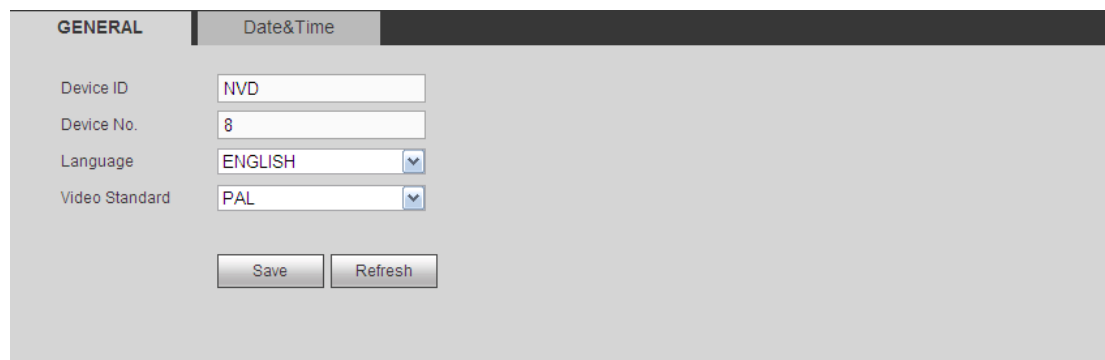 GENERAL Date&Time
Device ID NVD
Device No. 8
Language ENGLISH
Video Standard PAL
Save Refresh